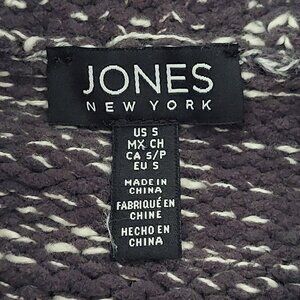 JONES
NEW YORK
US S
MX CH
CA S/P
EU S
MADE IN
CHINA
FABRIQUÉ EN
CHINE
HECHO EN
CHINA